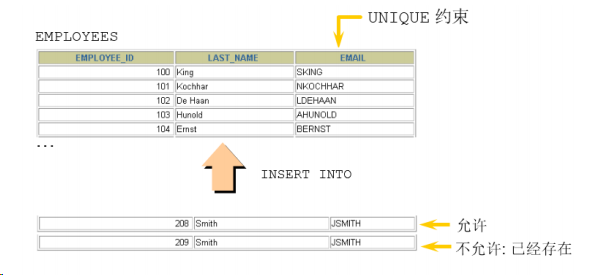 UNIQUE 约束
EMPLOYEES
EMPLOYEE_ID LAST_NAME EMAIL
100 King SKING
101 Kochhar NKOCHHAR
102 De Haan LDEHAAN
103 Hunold AHUNOLD
104 Ernst BERNST
...
INSERT INTO
208 Smith JSMITH 允许
209 Smith JSMITH 不允许: 已经存在